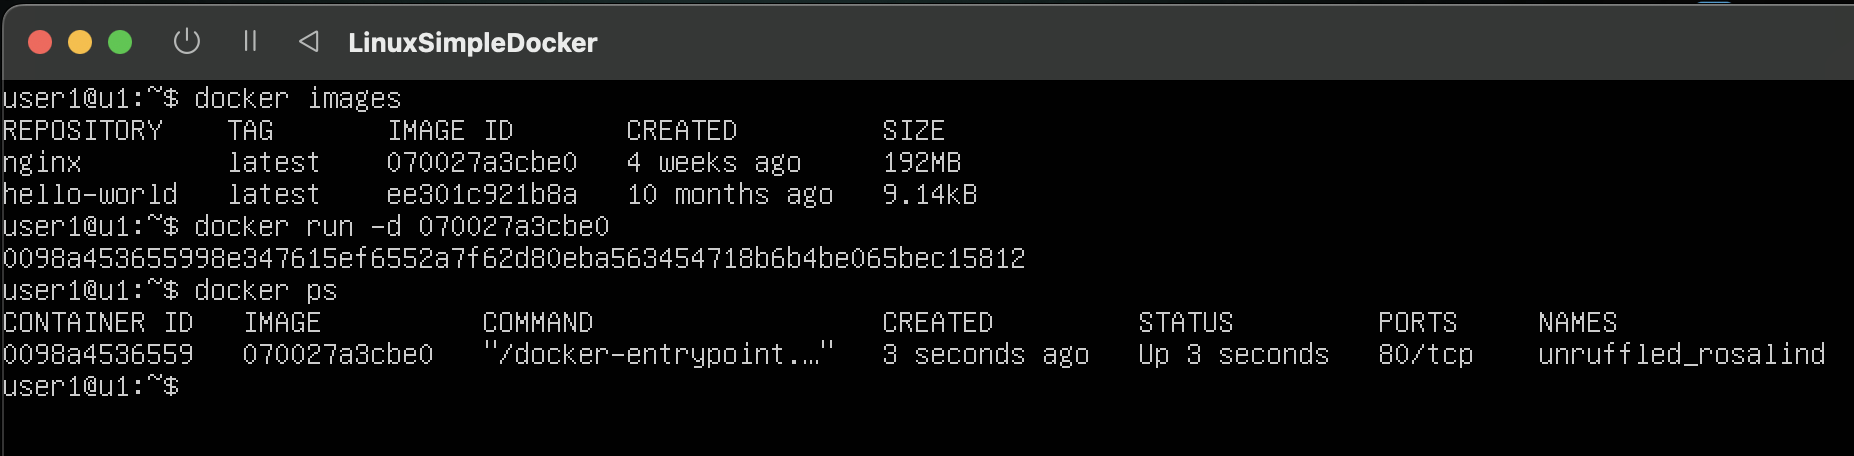 LinuxSimpleDocker
user1@u1:~$ docker images
REPOSITORY    TAG       IMAGE ID       CREATED         SIZE
nginx         latest    070027a3cbe0   4 weeks ago     192MB
hello-world   latest    ee301c921b8a   10 months ago   9.14kB
user1@u1:~$ docker run -d 070027a3cbe0
0098a453655998e347615ef6552a7f62d80eba563454718b6b4be065bec15812
user1@u1:~$ docker ps
CONTAINER ID   IMAGE          COMMAND                  CREATED         STATUS         PORTS     NAMES
0098a4536559   070027a3cbe0   "/docker-entrypoint.…"   3 seconds ago   Up 3 seconds   80/tcp    unruffled_rosalind
user1@u1:~$